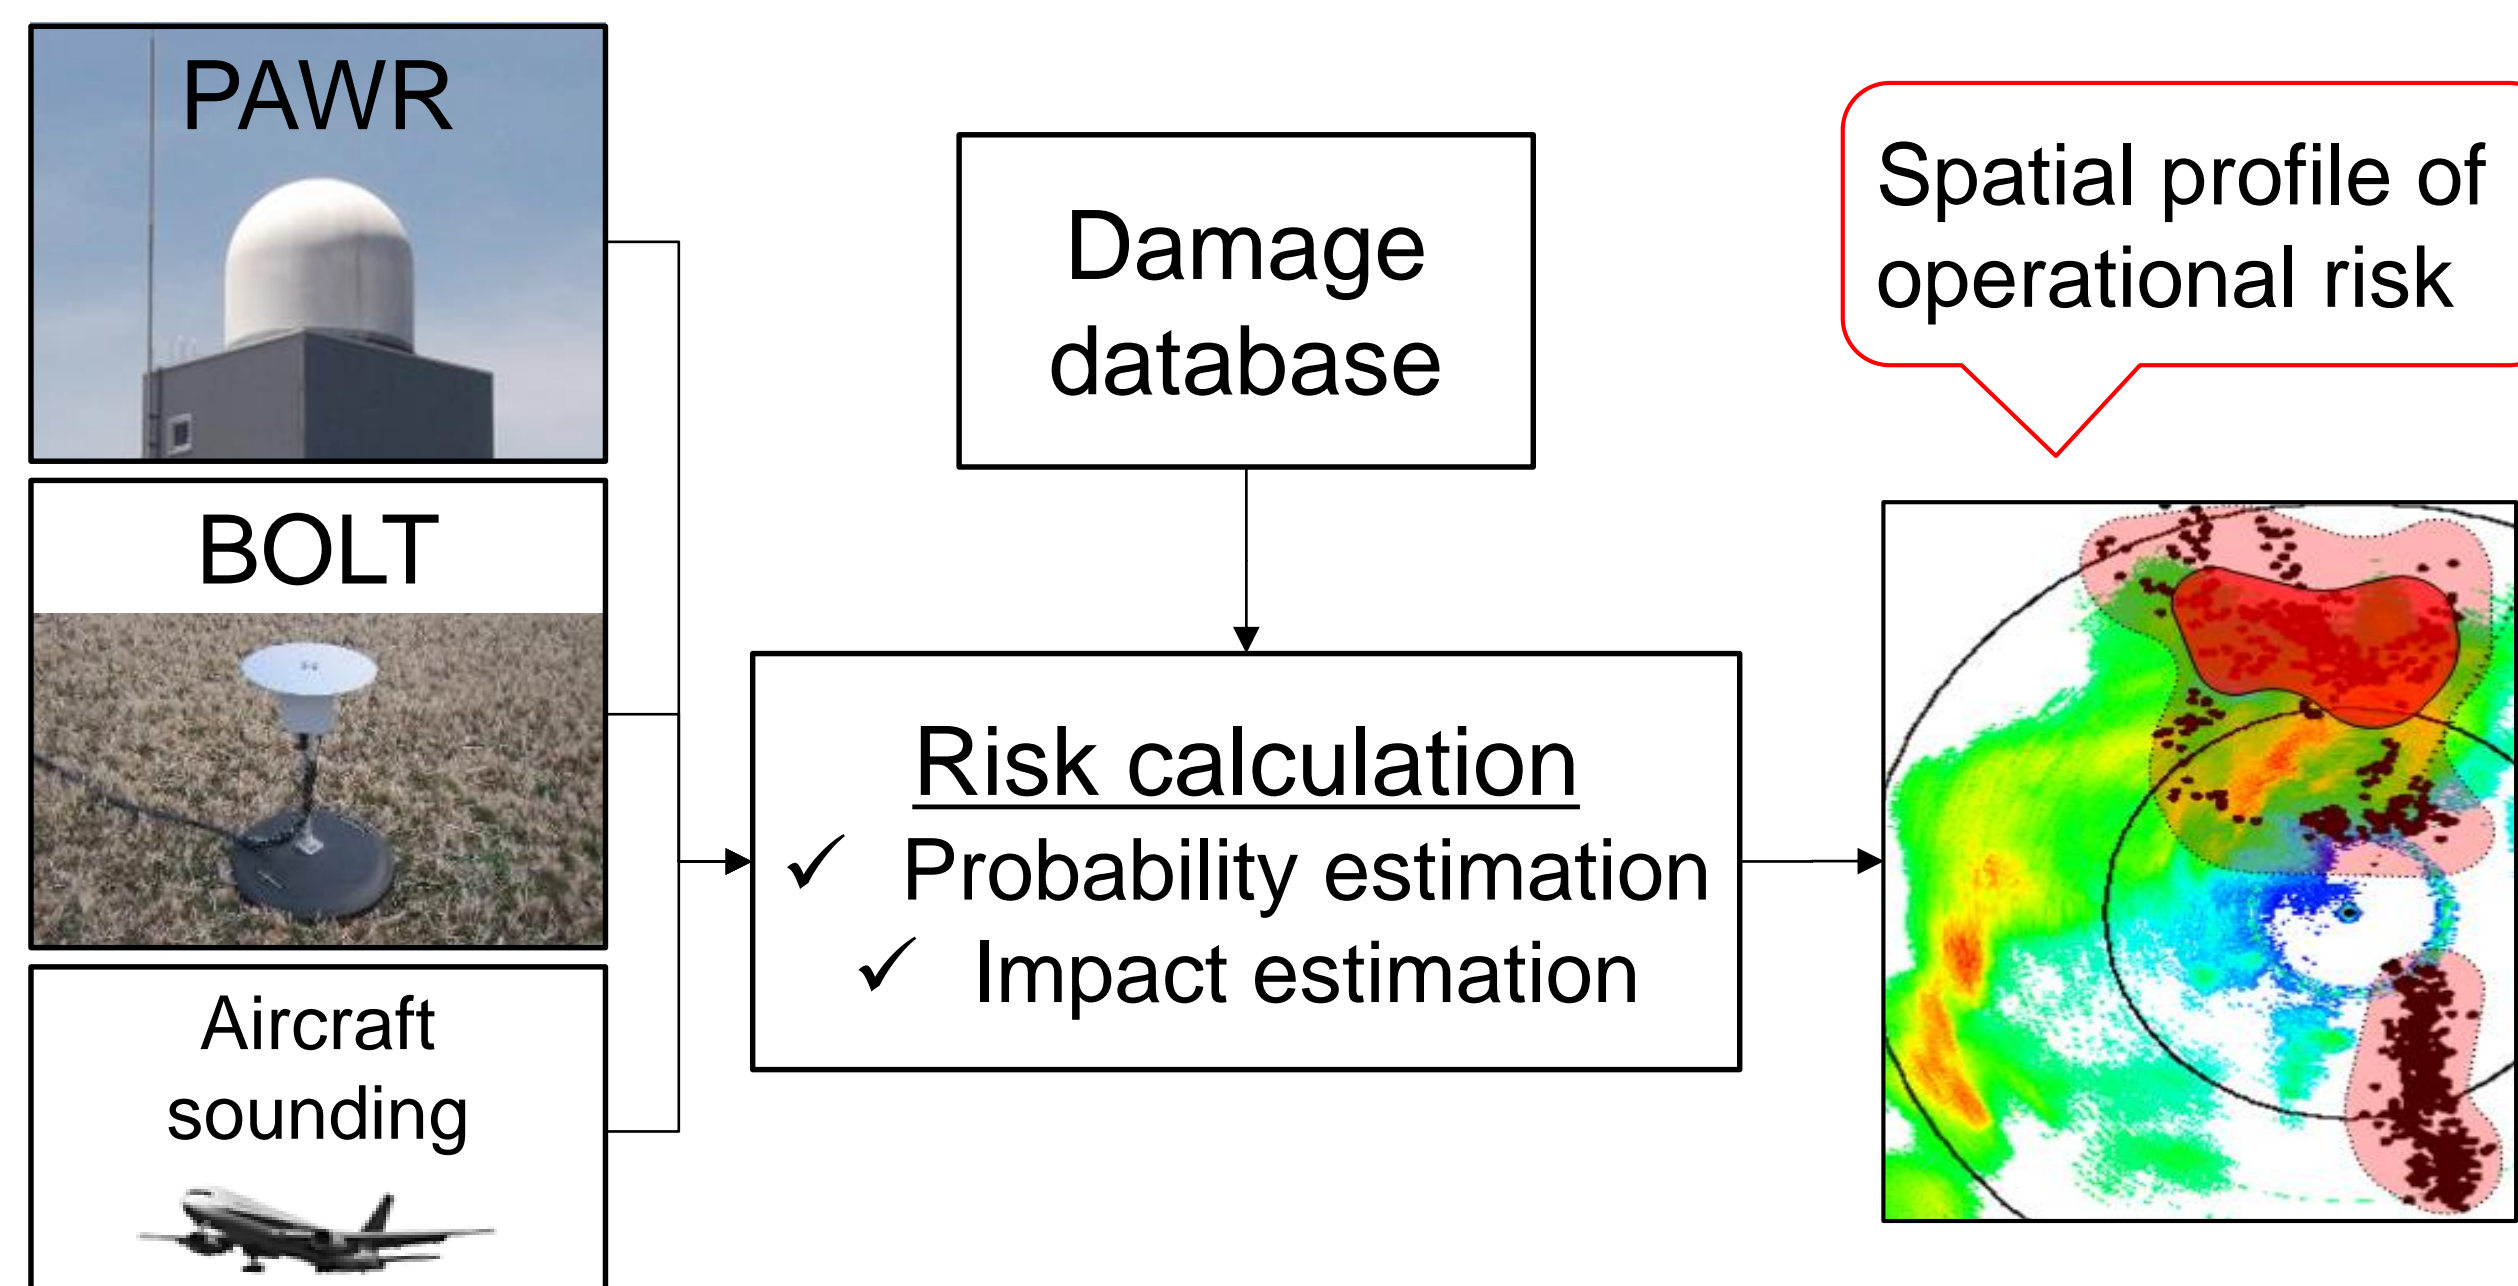 PAWR
BOLT
Aircraft
sounding
Damage
database
Risk calculation
✓ Probability estimation
✓ Impact estimation
Spatial profile of
operational risk